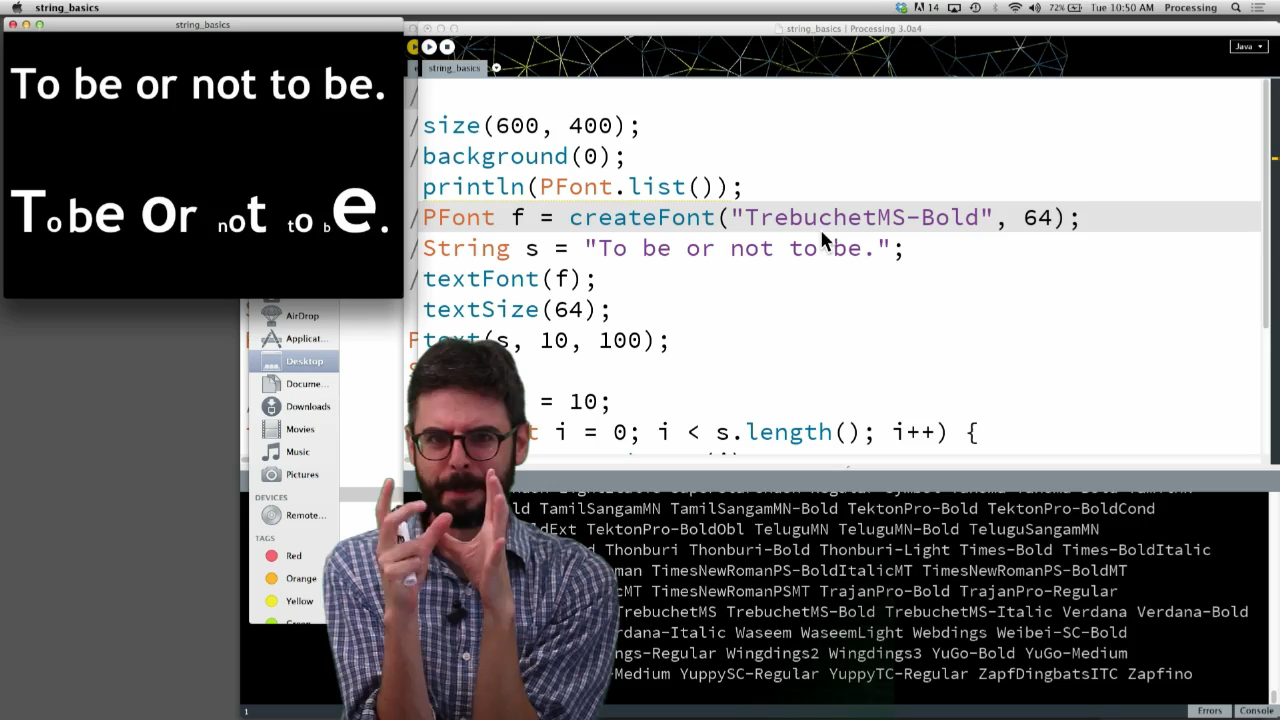 string_basics
14
72%
Tue 10:50 AM Processing
string_basics
To be or not to be.
To be or not to be.
string_basics | Processing 3.0a4
Java
string_basics
size(600, 400);
background(0);
println(PFont.list());
PFont f = createFont("TrebuchetMS-Bold", 64);
String s = "To be or not to be.";
textFont(f);
textSize(64);
text(s, 10, 100);
= 10;
i = 0; i < s.length(); i++) {
AirDrop
Applicat...
Desktop
Docume...
Downloads
Movies
Music
Pictures
DEVICES
Remote...
TAGS
Red
Orange
Yellow
TamilSangamMN TamilSangamMN-Bold TektonPro-Bold TektonPro-BoldCond
TektonPro-BoldObl TeluguMN TeluguMN-Bold TeluguSangamMN
Thonburi Thonburi-Bold Thonburi-Light Times-Bold Times-BoldItalic
TimesNewRomanPS-BoldItalicMT TimesNewRomanPS-BoldMT
TimesNewRomanPSMT TrajanPro-Bold TrajanPro-Regular
TrebuchetMS TrebuchetMS-Bold TrebuchetMS-Italic Verdana Verdana-Bold
Waseem WaseemLight Webdings Weibei-SC-Bold
Wingdings2 Wingdings3 YuGo-Bold YuGo-Medium
YuppySC-Regular YuppyTC-Regular ZapfDingbatsITC Zapfino
1
Errors
Console